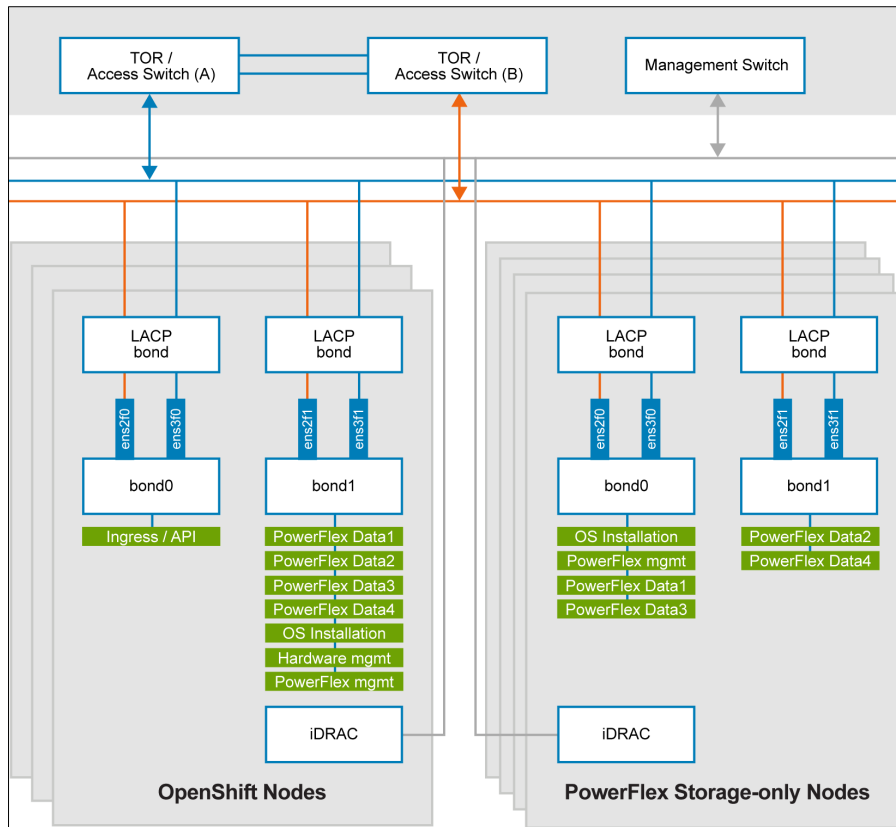 TOR /
Access Switch (A)
TOR /
Access Switch (B)
Management Switch
LACP
bond
LACP
bond
LACP
bond
LACP
bond
ens2f0
ens3f0
ens2f1
ens3f1
ens2f0
ens3f0
ens2f1
ens3f1
bond0
bond1
bond0
bond1
Ingress / API
PowerFlex Data1
PowerFlex Data2
PowerFlex Data3
PowerFlex Data4
OS Installation
Hardware mgmt
PowerFlex mgmt
OS Installation
PowerFlex mgmt
PowerFlex Data1
PowerFlex Data3
PowerFlex Data2
PowerFlex Data4
iDRAC
iDRAC
OpenShift Nodes
PowerFlex Storage-only Nodes